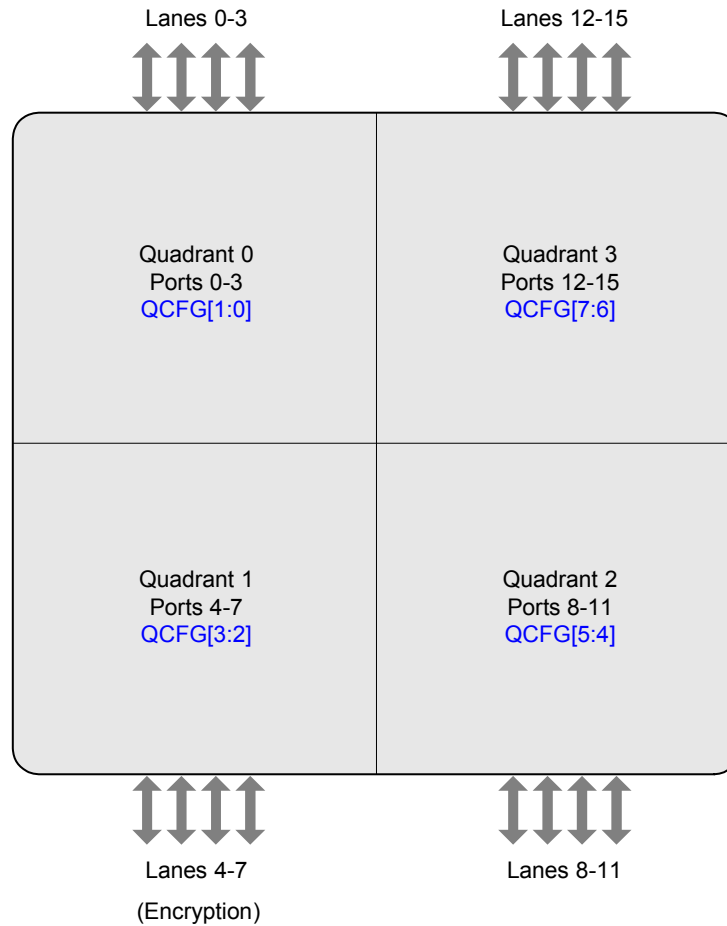 Lanes 0-3
Lanes 12-15
Quadrant 0
Ports 0-3
QCFG[1:0]
Quadrant 3
Ports 12-15
QCFG[7:6]
Quadrant 1
Ports 4-7
QCFG[3:2]
Quadrant 2
Ports 8-11
QCFG[5:4]
Lanes 4-7
(Encryption)
Lanes 8-11